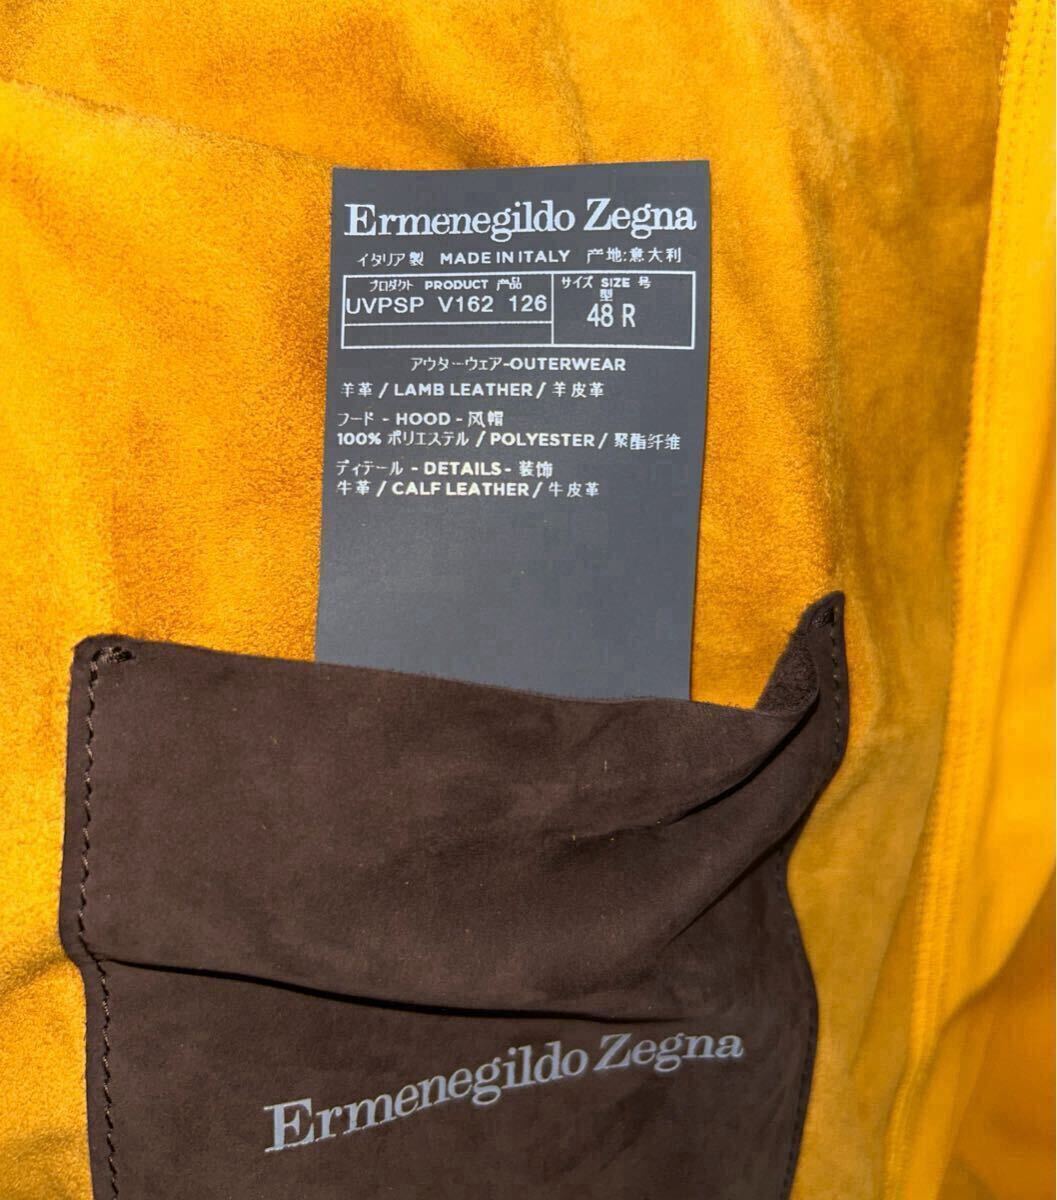 Ermenegildo Zegna
イタリア製 MADE IN ITALY 产地:意大利
プロダクト PRODUCT 产品
サイズ SIZE 号型
UVPSP V162 126
48 R
アウターウェア-OUTERWEAR
羊革 / LAMB LEATHER / 羊皮革
フード - HOOD - 风帽
100% ポリエステル / POLYESTER / 聚酯纤维
ディテール - DETAILS - 装饰
牛革 / CALF LEATHER / 牛皮革
Ermenegildo Zegna